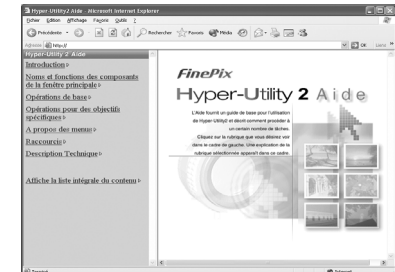 Hyper-Utility2 Aide - Microsoft Internet Explorer
Fichier Edition Affichage Favoris Outils ?
Précédente Rechercher Favoris Média
Adresse http:// OK Liens
Hyper-Utility 2 Aide
Introduction
Noms et fonctions des composants
de la fenêtre principale
Opérations de base
Opérations pour des objectifs
spécifiques
A propos des menus
Raccourcis
Description Technique
Affiche la liste intégrale du contenu
FinePix
Hyper-Utility 2 Aide
L'Aide fournit un guide de base pour l'utilisation
de Hyper-Utility2 et décrit comment procéder à
un certain nombre de tâches.
Cliquez sur la rubrique que vous désirez voir
dans le cadre de gauche. Une explication de la
rubrique sélectionnée apparaît dans ce cadre.
Terminé Internet